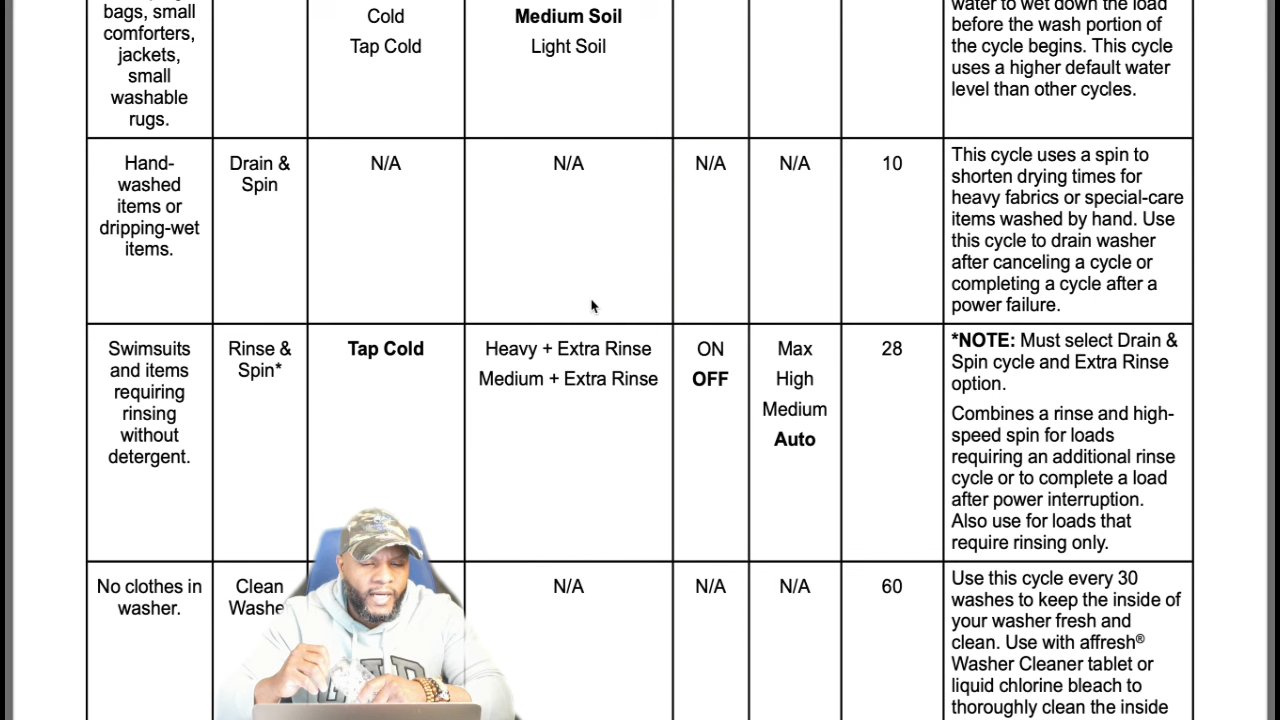 bags, small
comforters,
jackets,
small
washable
rugs.
Cold
Tap Cold
Medium Soil
Light Soil
water to wet down the load
before the wash portion of
the cycle begins. This cycle
uses a higher default water
level than other cycles.
Hand-
washed
items or
dripping-wet
items.
Drain &
Spin
N/A
N/A
N/A
N/A
10
This cycle uses a spin to
shorten drying times for
heavy fabrics or special-care
items washed by hand. Use
this cycle to drain washer
after canceling a cycle or
completing a cycle after a
power failure.
Swimsuits
and items
requiring
rinsing
without
detergent.
Rinse &
Spin*
Tap Cold
Heavy + Extra Rinse
Medium + Extra Rinse
ON
OFF
Max
High
Medium
Auto
28
*NOTE: Must select Drain &
Spin cycle and Extra Rinse
option.
Combines a rinse and high-
speed spin for loads
requiring an additional rinse
cycle or to complete a load
after power interruption.
Also use for loads that
require rinsing only.
No clothes in
washer.
Clean
Washe
N/A
N/A
N/A
60
Use this cycle every 30
washes to keep the inside of
your washer fresh and
clean. Use with affresh®
Washer Cleaner tablet or
liquid chlorine bleach to
thoroughly clean the inside